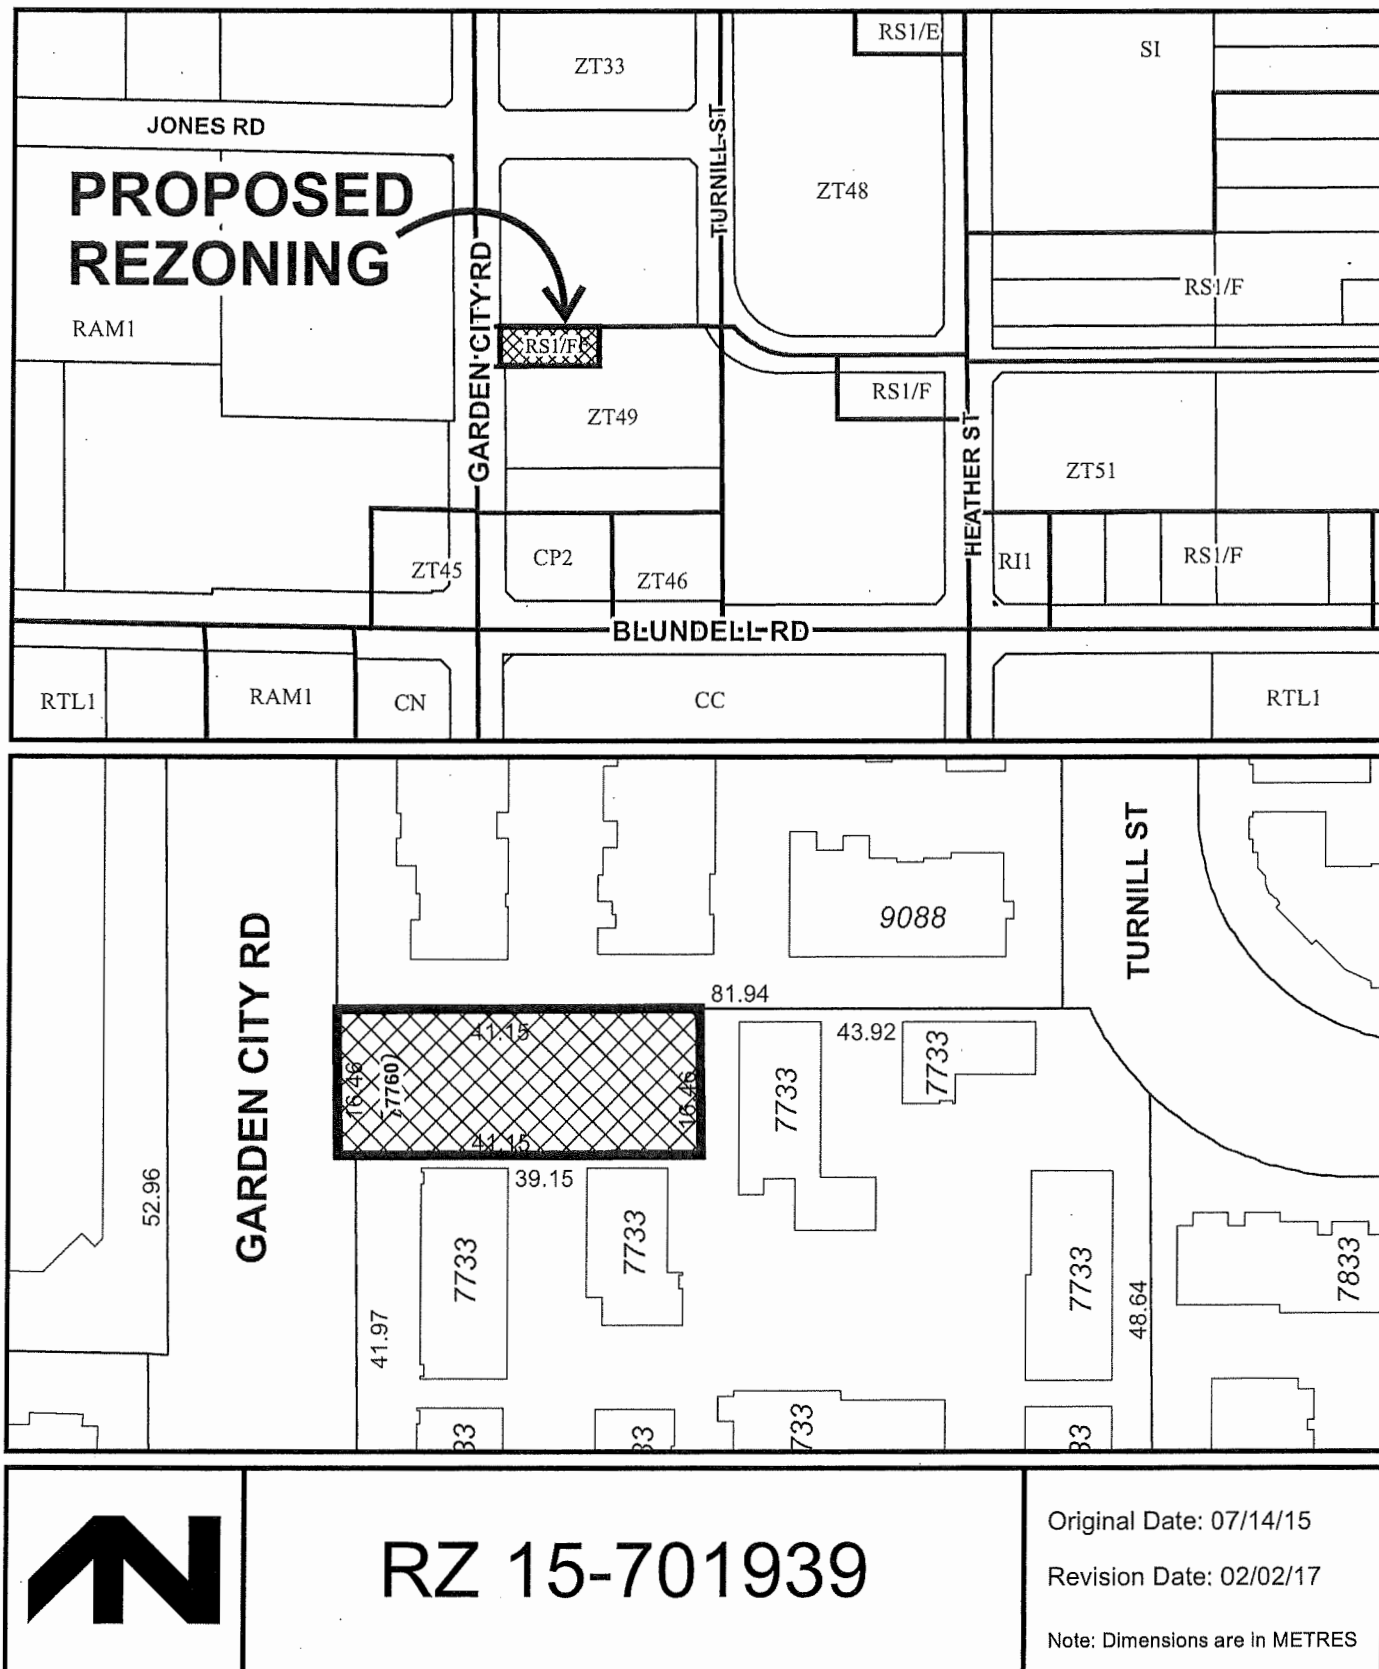 RS1/E
SI
ZT33
JONES RD
TURNILL ST
PROPOSED
REZONING
ZT48
GARDEN CITY RD
RS1/F
RAM1
RS1/F
RS1/F
ZT49
HEATHER ST
ZT51
CP2
RI1
RS1/F
ZT45
ZT46
BLUNDELL RD
RTL1
RAM1
CN
CC
RTL1
TURNILL ST
9088
GARDEN CITY RD
81.94
41.15
43.92
7733
16.46
7760
16.46
7733
41.15
39.15
52.96
7733
7733
7733
7833
41.97
48.64
33
33
733
33
RZ 15-701939
Original Date: 07/14/15
Revision Date: 02/02/17
Note: Dimensions are in METRES